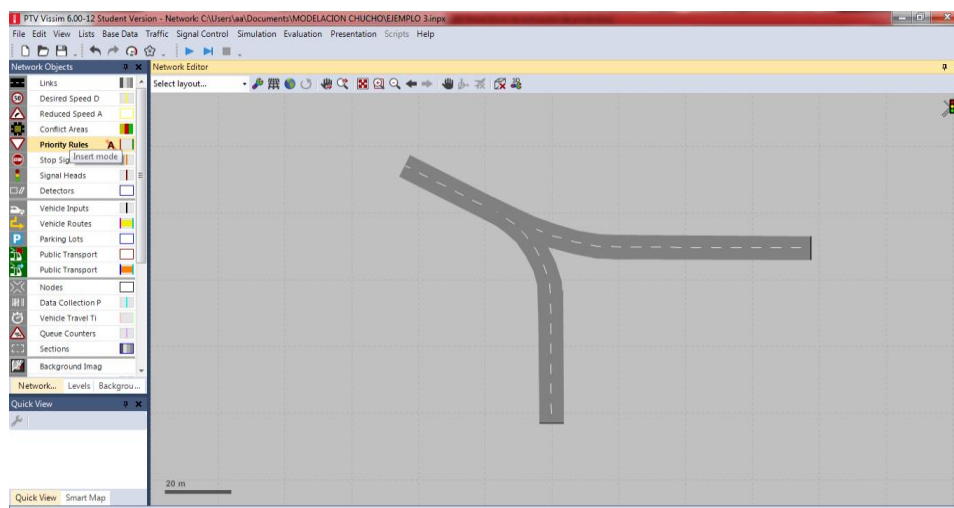 PTV Vissim 6.00-12 Student Version - Network: C:\Users\aa\Documents\MODELACION CHUCHO\EJEMPLO 3.inpx
File Edit View Lists Base Data Traffic Signal Control Simulation Evaluation Presentation Scripts Help
Network Objects
Network Editor
Select layout...
Links
Desired Speed D
Reduced Speed A
Conflict Areas
Priority Rules
Insert mode
Stop Sig
Signal Heads
Detectors
Vehicle Inputs
Vehicle Routes
Parking Lots
Public Transport
Public Transport
Nodes
Data Collection P
Vehicle Travel Ti
Queue Counters
Sections
Background Imag
Network... Levels Backgrou...
Quick View
20 m
Quick View Smart Map